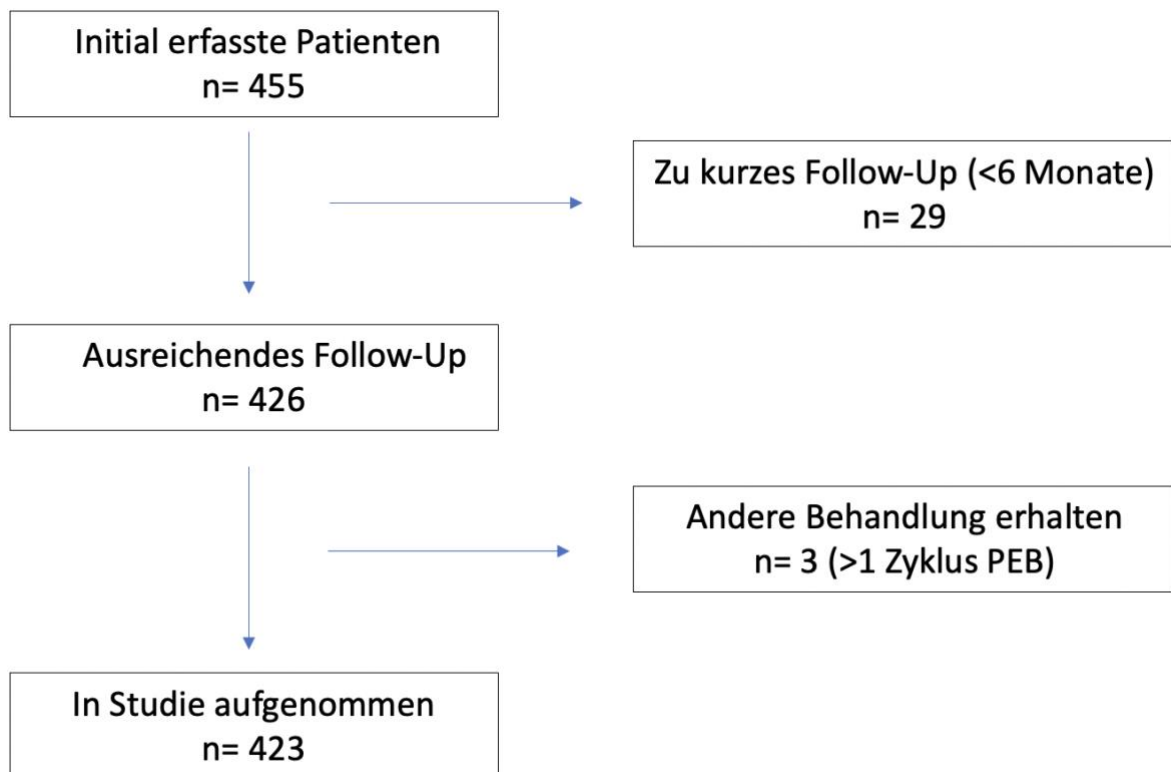 Initial erfasste Patienten
n= 455
Zu kurzes Follow-Up (<6 Monate)
n= 29
Ausreichendes Follow-Up
n= 426
Andere Behandlung erhalten
n= 3 (>1 Zyklus PEB)
In Studie aufgenommen
n= 423